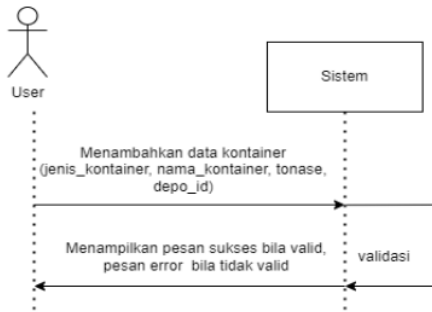 User
Sistem
Menambahkan data kontainer
(jenis_kontainer, nama_kontainer, tonase,
depo_id)
Menampilkan pesan sukses bila valid,
pesan error bila tidak valid
validasi